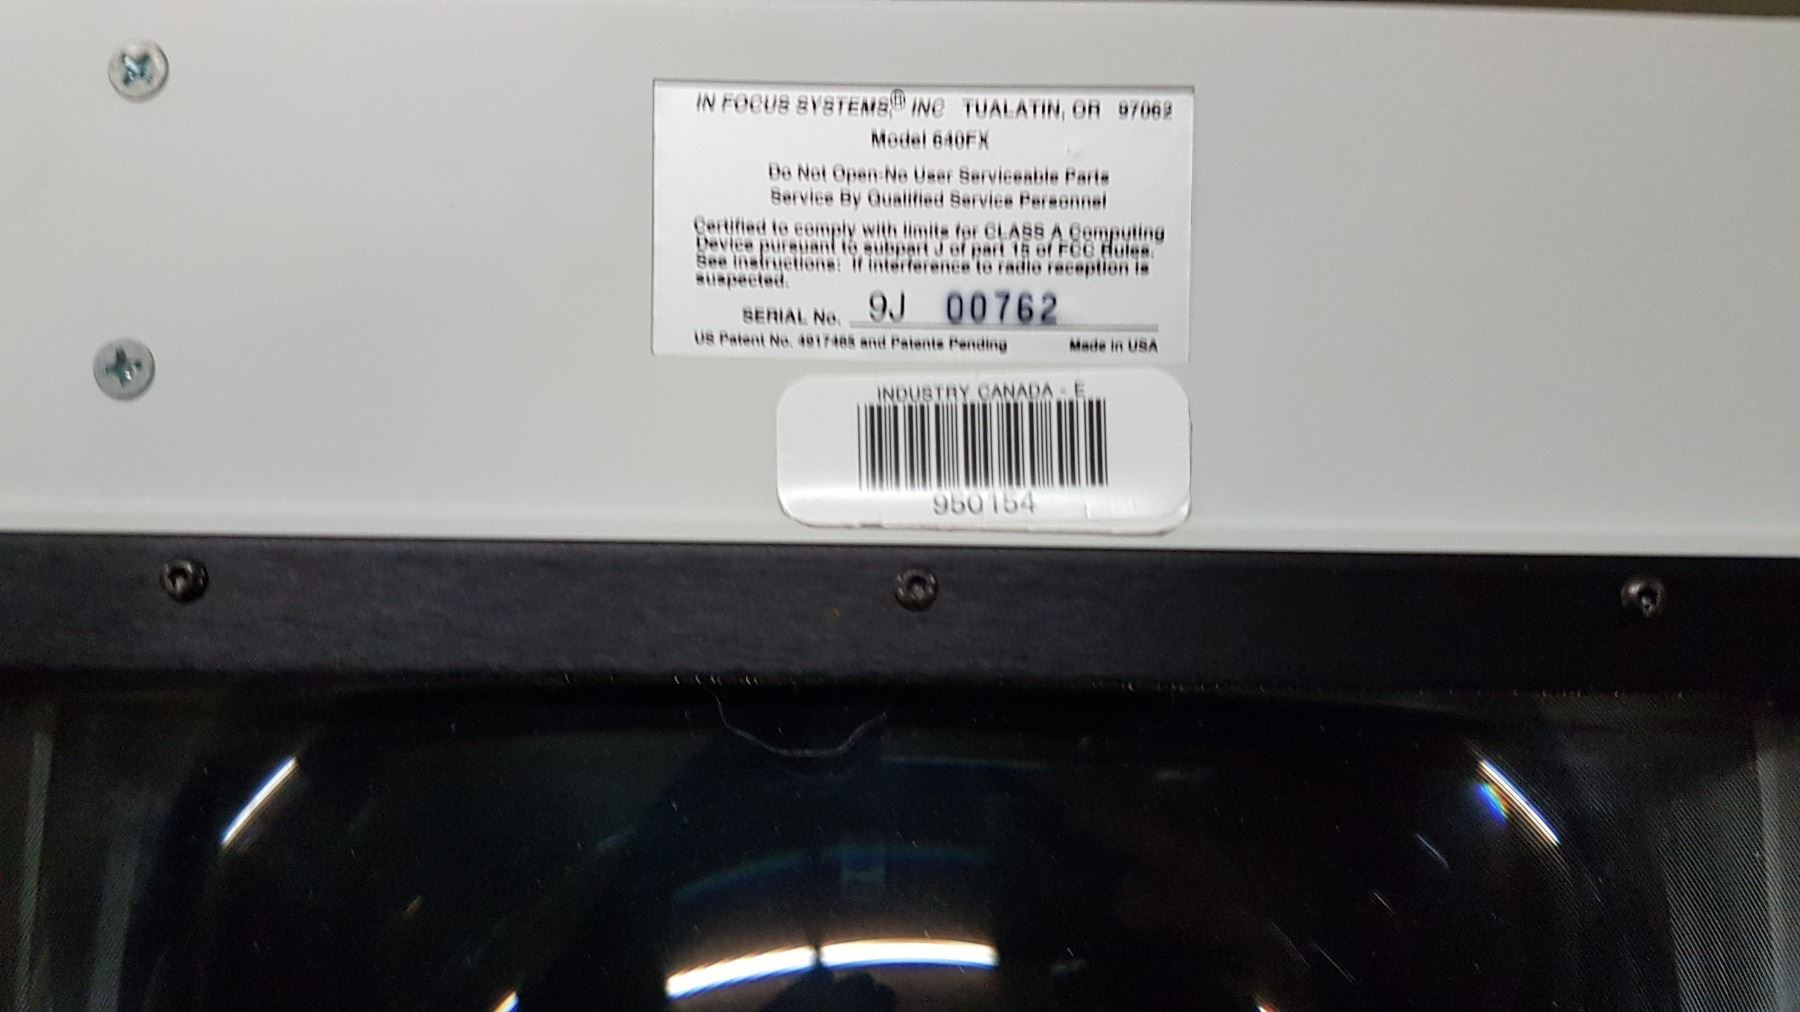 IN FOCUS SYSTEMS,® INC TUALATIN, OR 97062
Model 640FX
Do Not Open-No User Serviceable Parts
Service By Qualified Service Personnel
Certified to comply with limits for CLASS A Computing
Device pursuant to subpart J of part 15 of FCC Rules.
See instructions: If interference to radio reception is
suspected.
SERIAL No. 9J 00762
US Patent No. 4917465 and Patents Pending Made in USA
INDUSTRY CANADA - E
950154